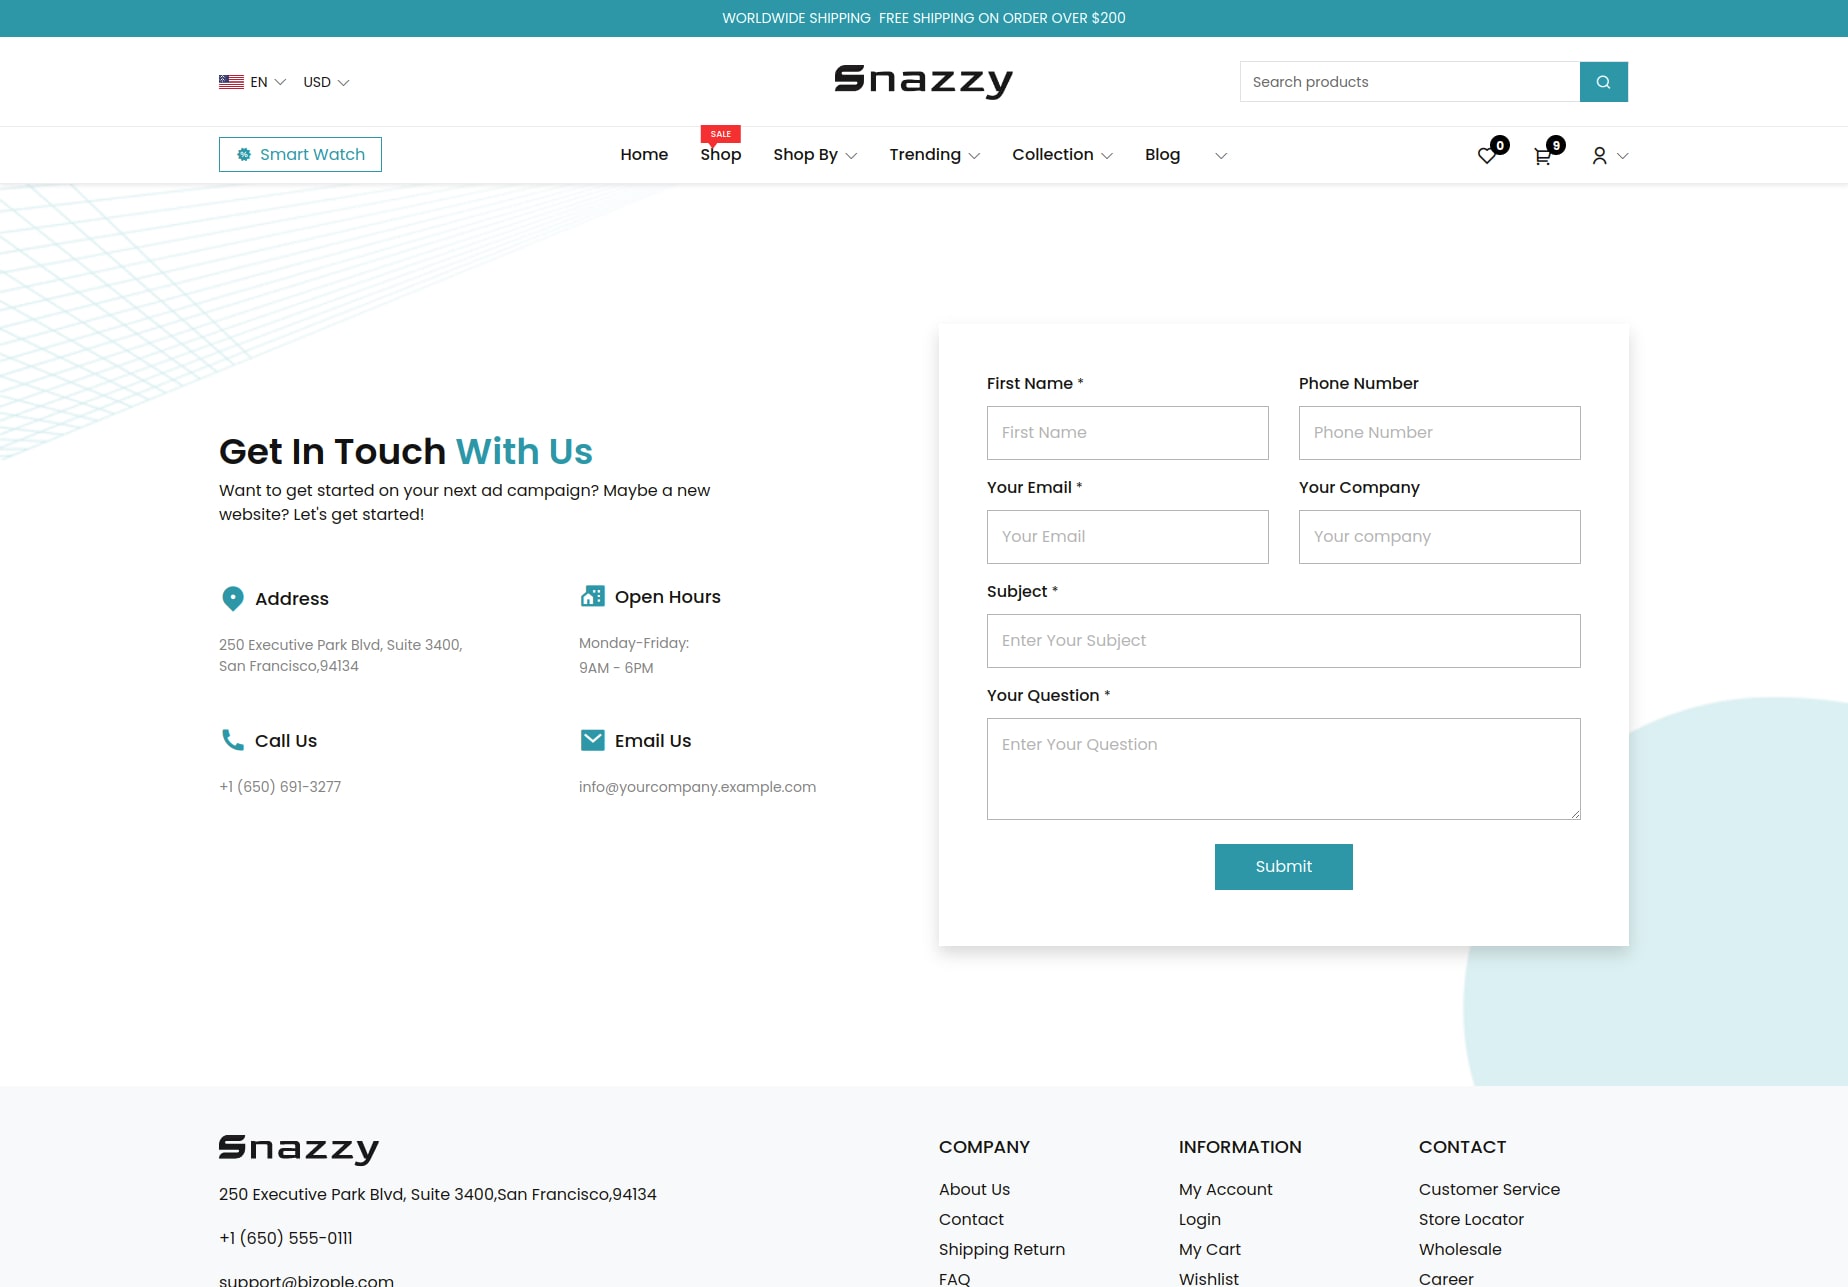 WORLDWIDE SHIPPING  FREE SHIPPING ON ORDER OVER $200
EN USD
Snazzy
Search products
Smart Watch
SALE
Home Shop Shop By Trending Collection Blog
0 9
Get In Touch With Us
Want to get started on your next ad campaign? Maybe a new
website? Let's get started!
Address
250 Executive Park Blvd, Suite 3400,
San Francisco,94134
Open Hours
Monday-Friday:
9AM - 6PM
Call Us
+1 (650) 691-3277
Email Us
info@yourcompany.example.com
First Name *
First Name
Phone Number
Phone Number
Your Email *
Your Email
Your Company
Your company
Subject *
Enter Your Subject
Your Question *
Enter Your Question
Submit
Snazzy
250 Executive Park Blvd, Suite 3400,San Francisco,94134
+1 (650) 555-0111
support@bizople.com
COMPANY
About Us
Contact
Shipping Return
FAQ
INFORMATION
My Account
Login
My Cart
Wishlist
CONTACT
Customer Service
Store Locator
Wholesale
Career